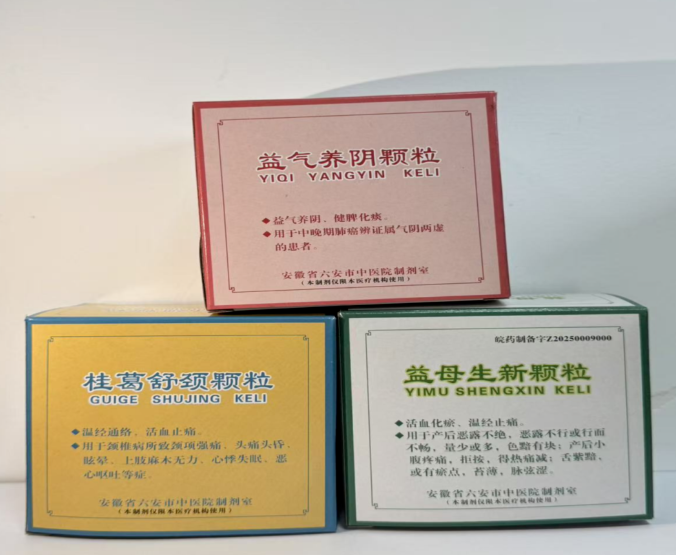 益气养阴颗粒
YIQI YANGYIN KELI
◆益气养阴、健脾化痰。
◆用于中晚期肺癌辨证属气阴两虚
的患者。
安徽省六安市中医院制剂室
（本制剂仅限本医疗机构使用）
桂葛舒颈颗粒
GUIGE SHUJING KELI
◆温经通络、活血止痛。
◆用于颈椎病所致颈项强痛、头痛头昏、
眩晕、上肢麻木无力、心悸失眠、恶
心呕吐等症。
安徽省六安市中医院制剂室
（本制剂仅限本医疗机构使用）
皖药制备字Z20250009000
益母生新颗粒
YIMU SHENGXIN KELI
◆活血化瘀、温经止痛。
◆用于产后恶露不绝，恶露不行或行而
不畅，量少或多，色黯有块；产后小
腹疼痛，拒按，得热痛减；舌紫黯，
或有瘀点，苔薄，脉弦涩。
安徽省六安市中医院制剂室
（本制剂仅限本医疗机构使用）